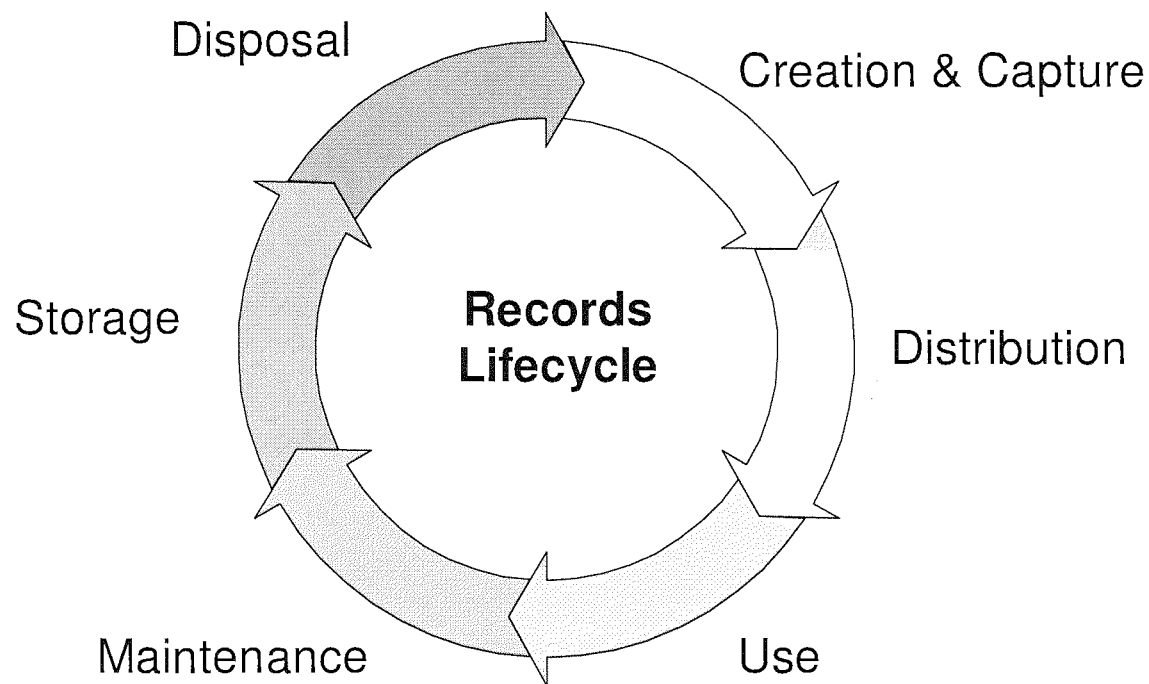 Disposal
Creation & Capture
Storage
Records
Lifecycle
Distribution
Maintenance
Use